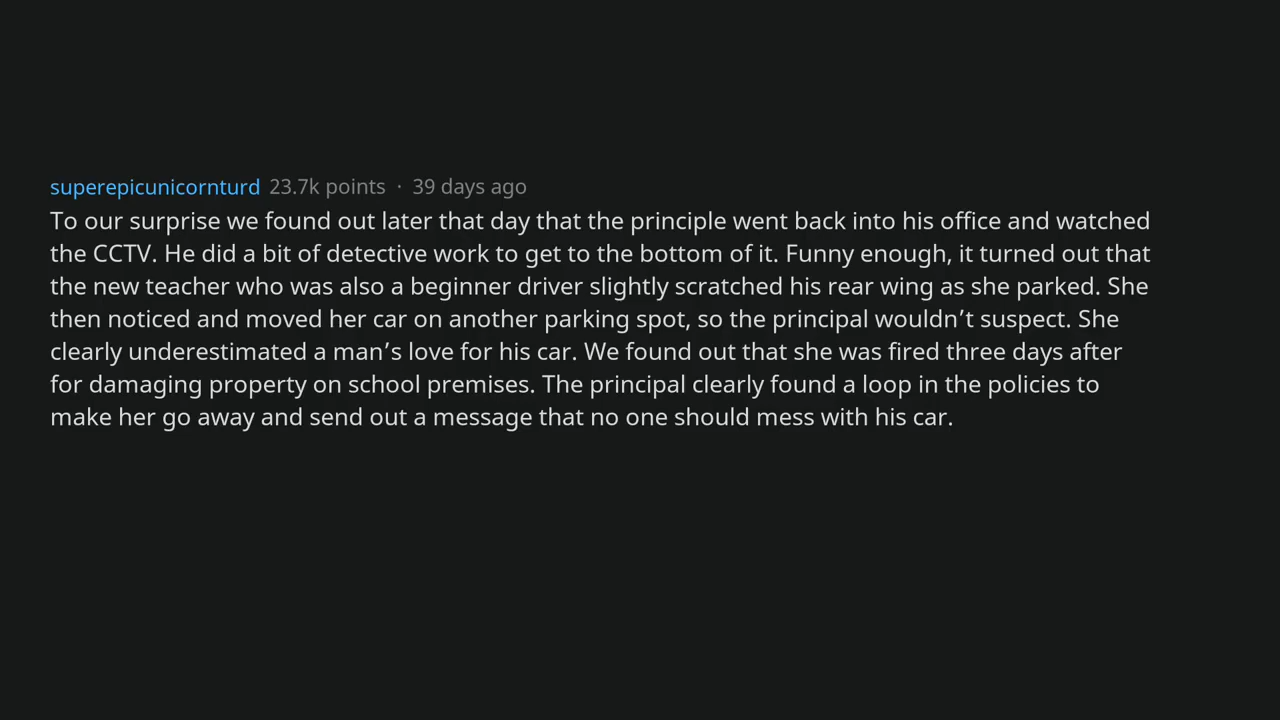 superepicunicornturd 23.7k points · 39 days ago
To our surprise we found out later that day that the principle went back into his office and watched
the CCTV. He did a bit of detective work to get to the bottom of it. Funny enough, it turned out that
the new teacher who was also a beginner driver slightly scratched his rear wing as she parked. She
then noticed and moved her car on another parking spot, so the principal wouldn’t suspect. She
clearly underestimated a man’s love for his car. We found out that she was fired three days after
for damaging property on school premises. The principal clearly found a loop in the policies to
make her go away and send out a message that no one should mess with his car.